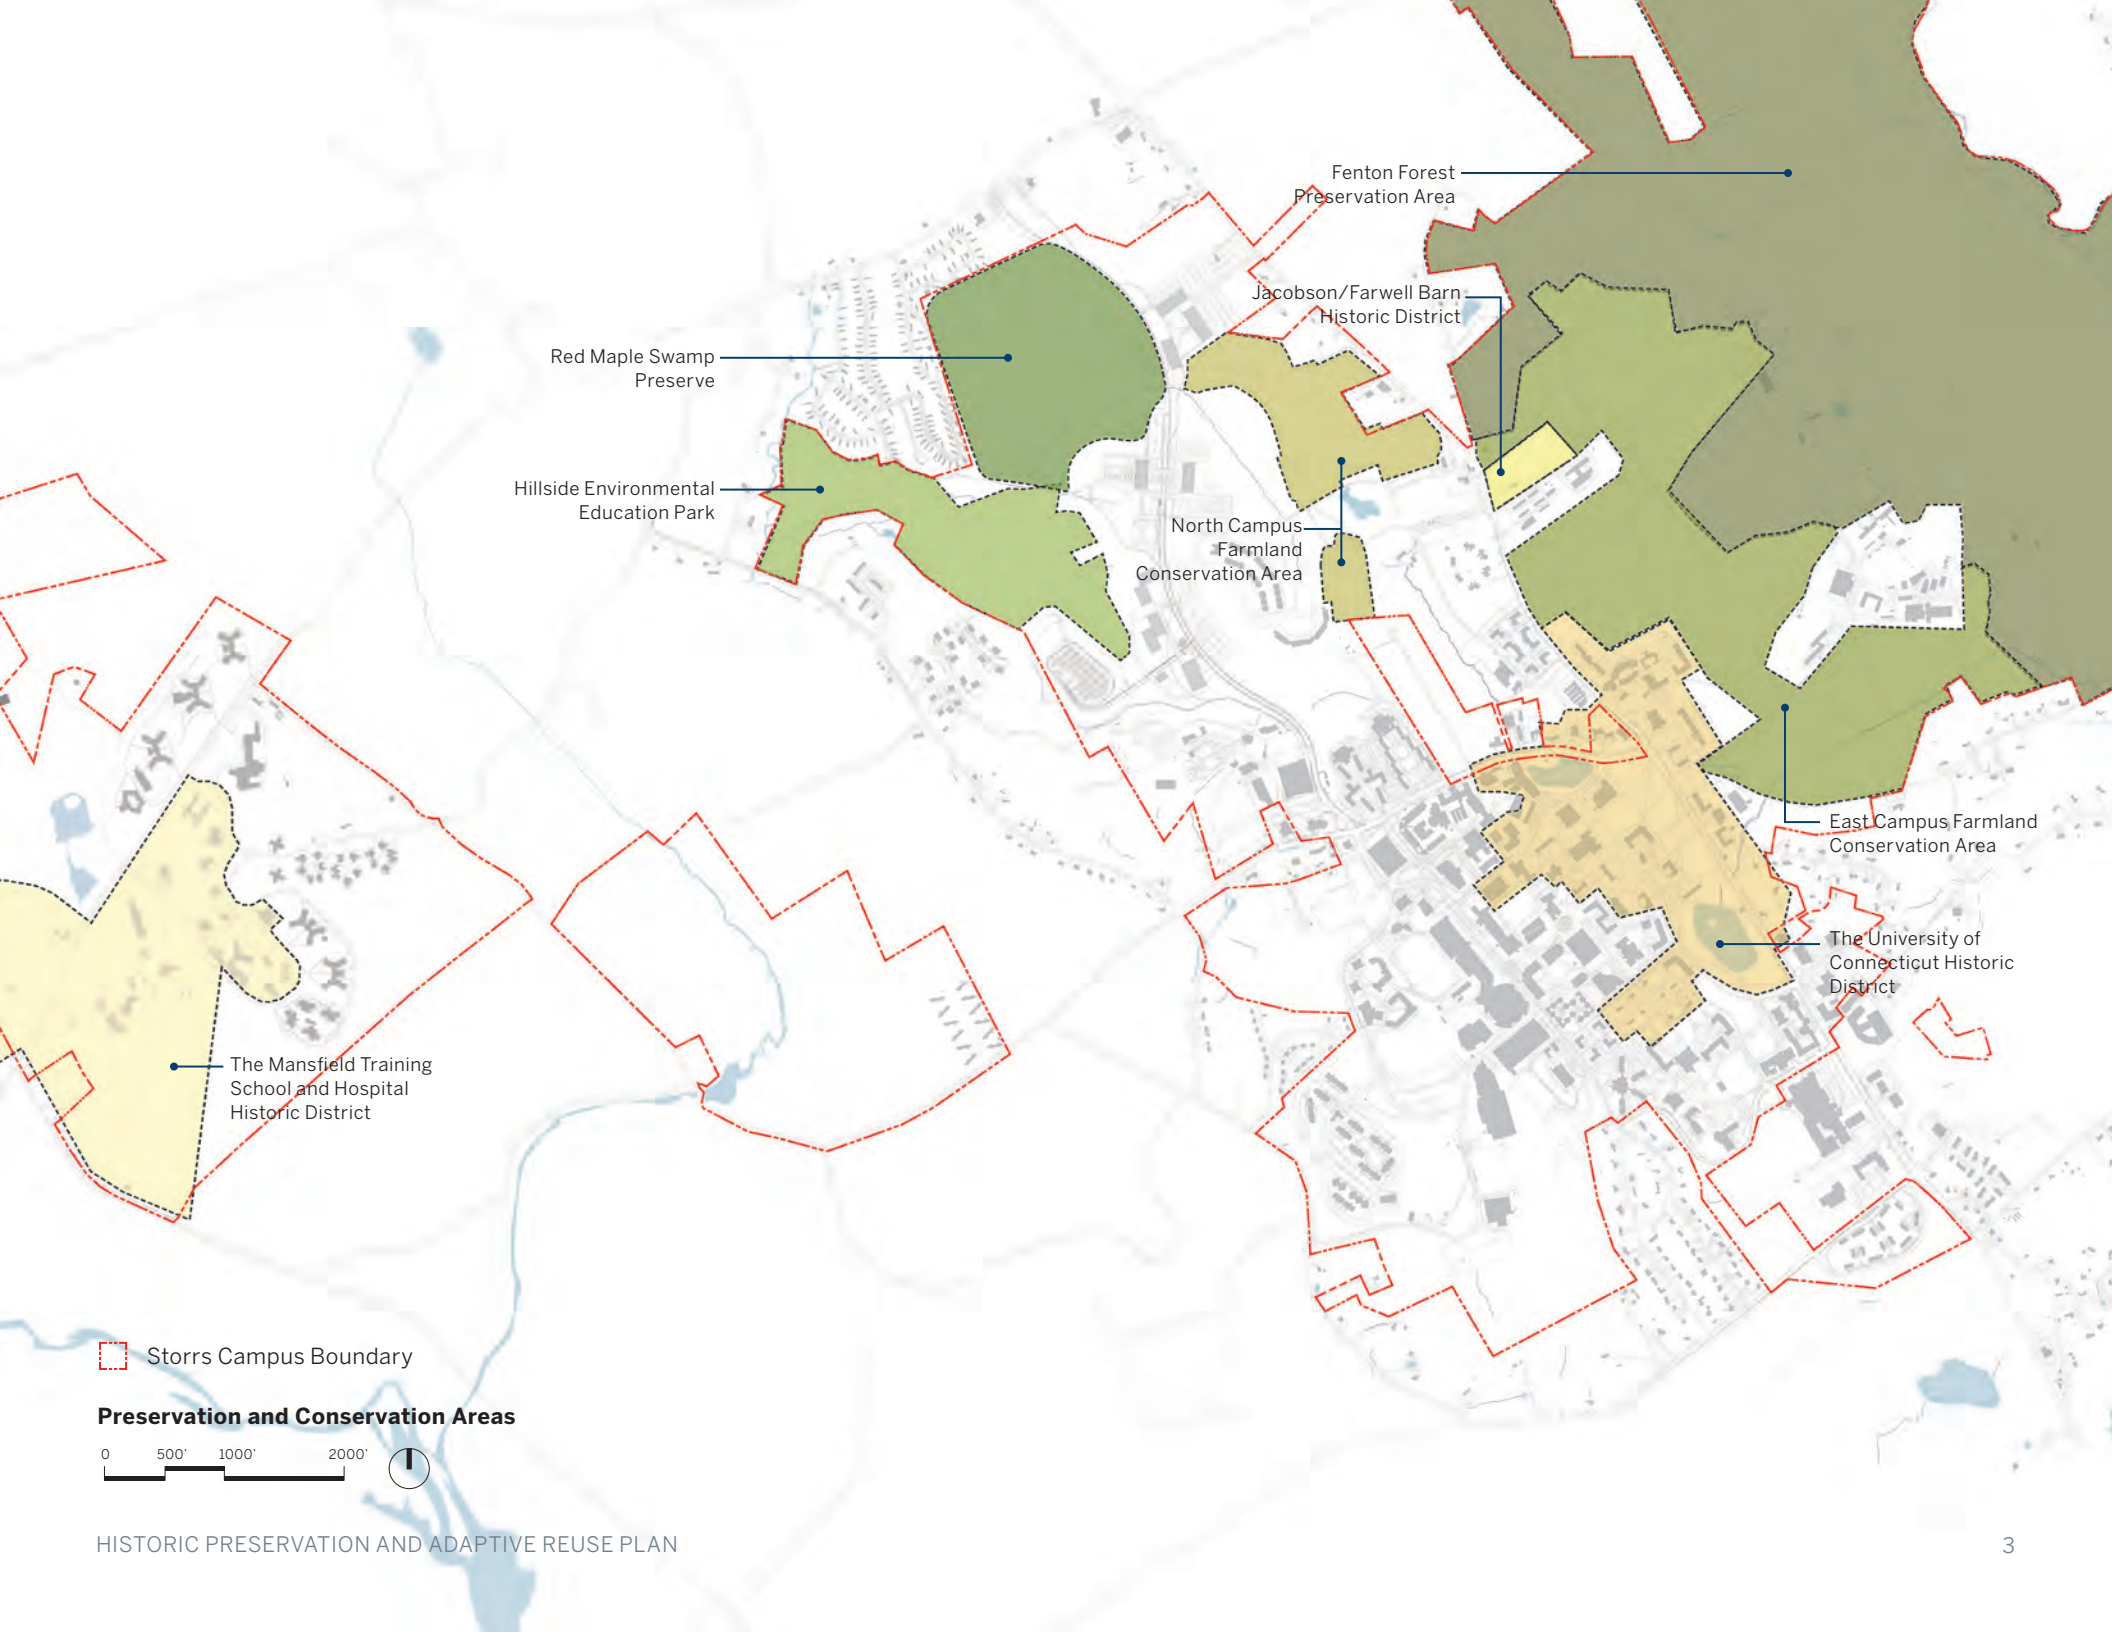 Fenton Forest
Preservation Area
Jacobson/Farwell Barn
Historic District
Red Maple Swamp
Preserve
Hillside Environmental
Education Park
North Campus
Farmland
Conservation Area
East Campus Farmland
Conservation Area
The University of
Connecticut Historic
District
The Mansfield Training
School and Hospital
Historic District
Storrs Campus Boundary
Preservation and Conservation Areas
0 500' 1000' 2000'
HISTORIC PRESERVATION AND ADAPTIVE REUSE PLAN
3